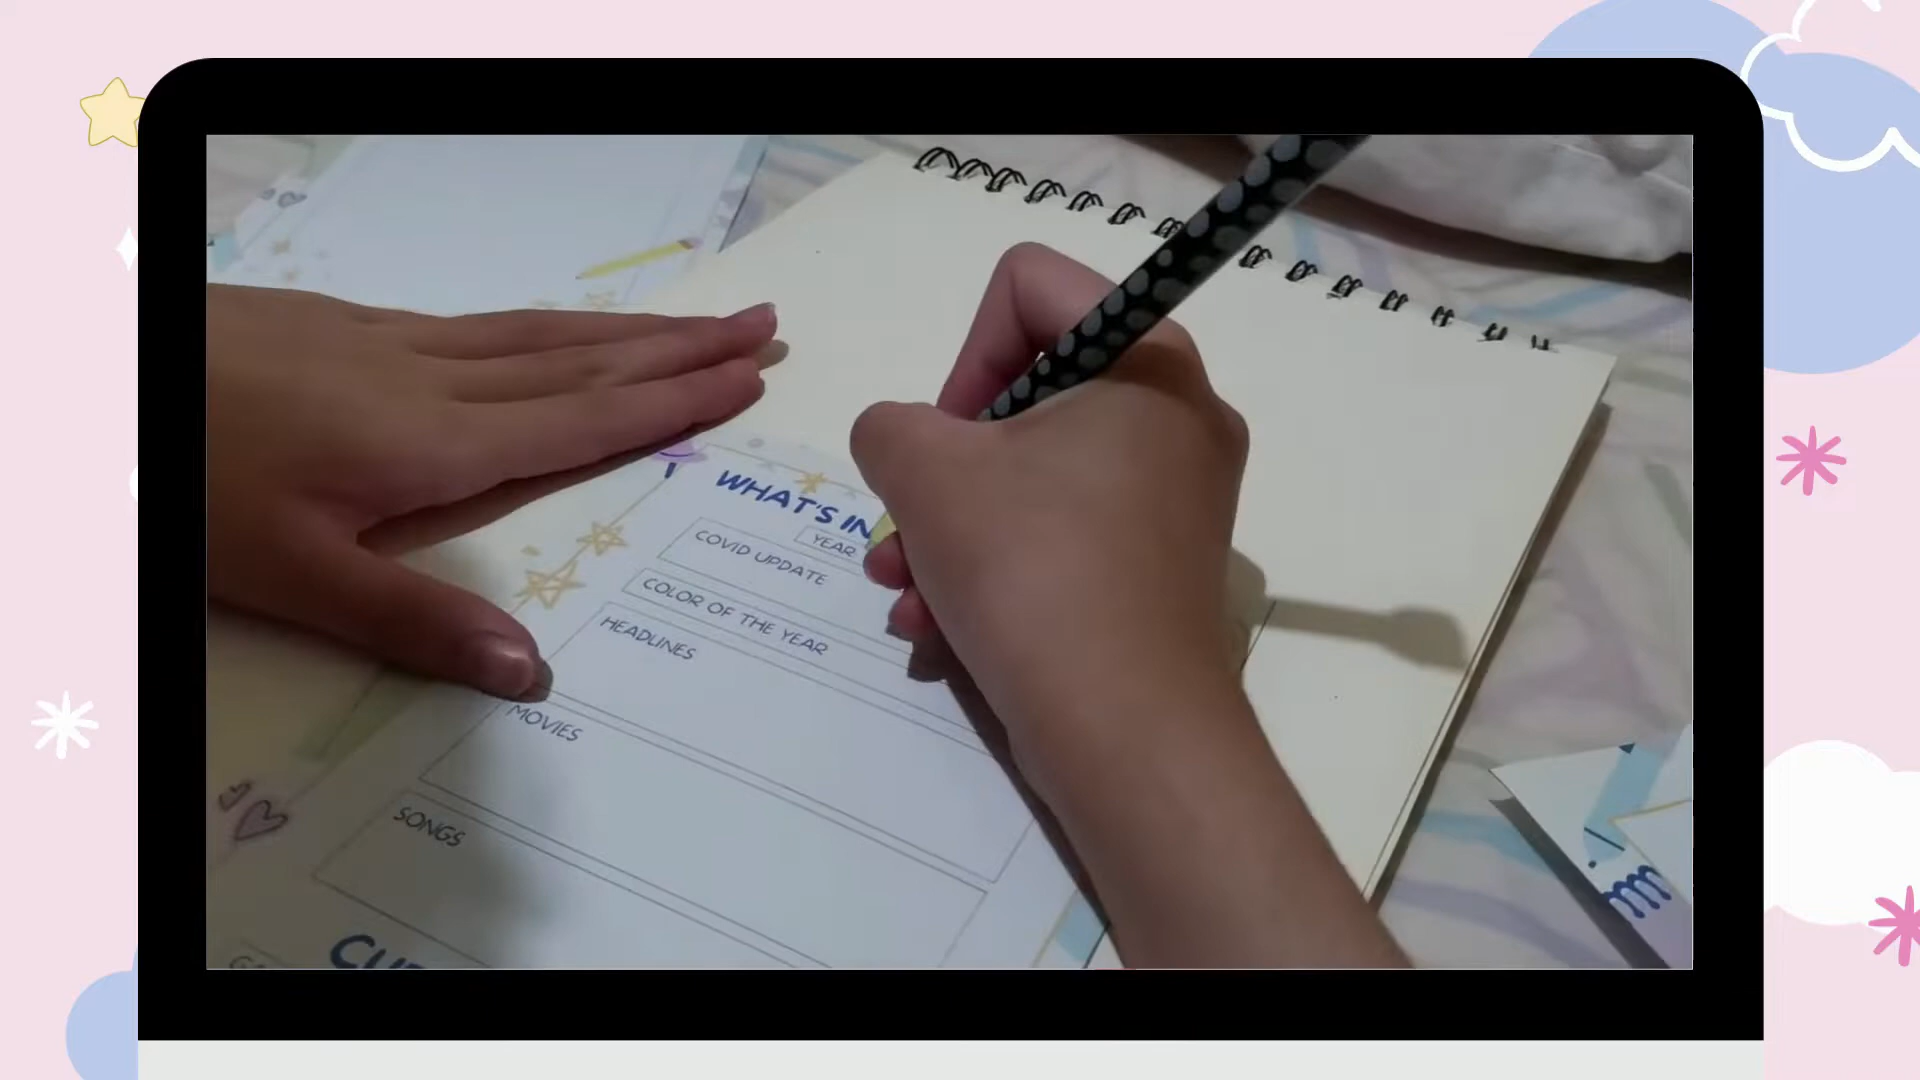 WHAT'S IN
YEAR
COVID UPDATE
COLOR OF THE YEAR
HEADLINES
MOVIES
SONGS